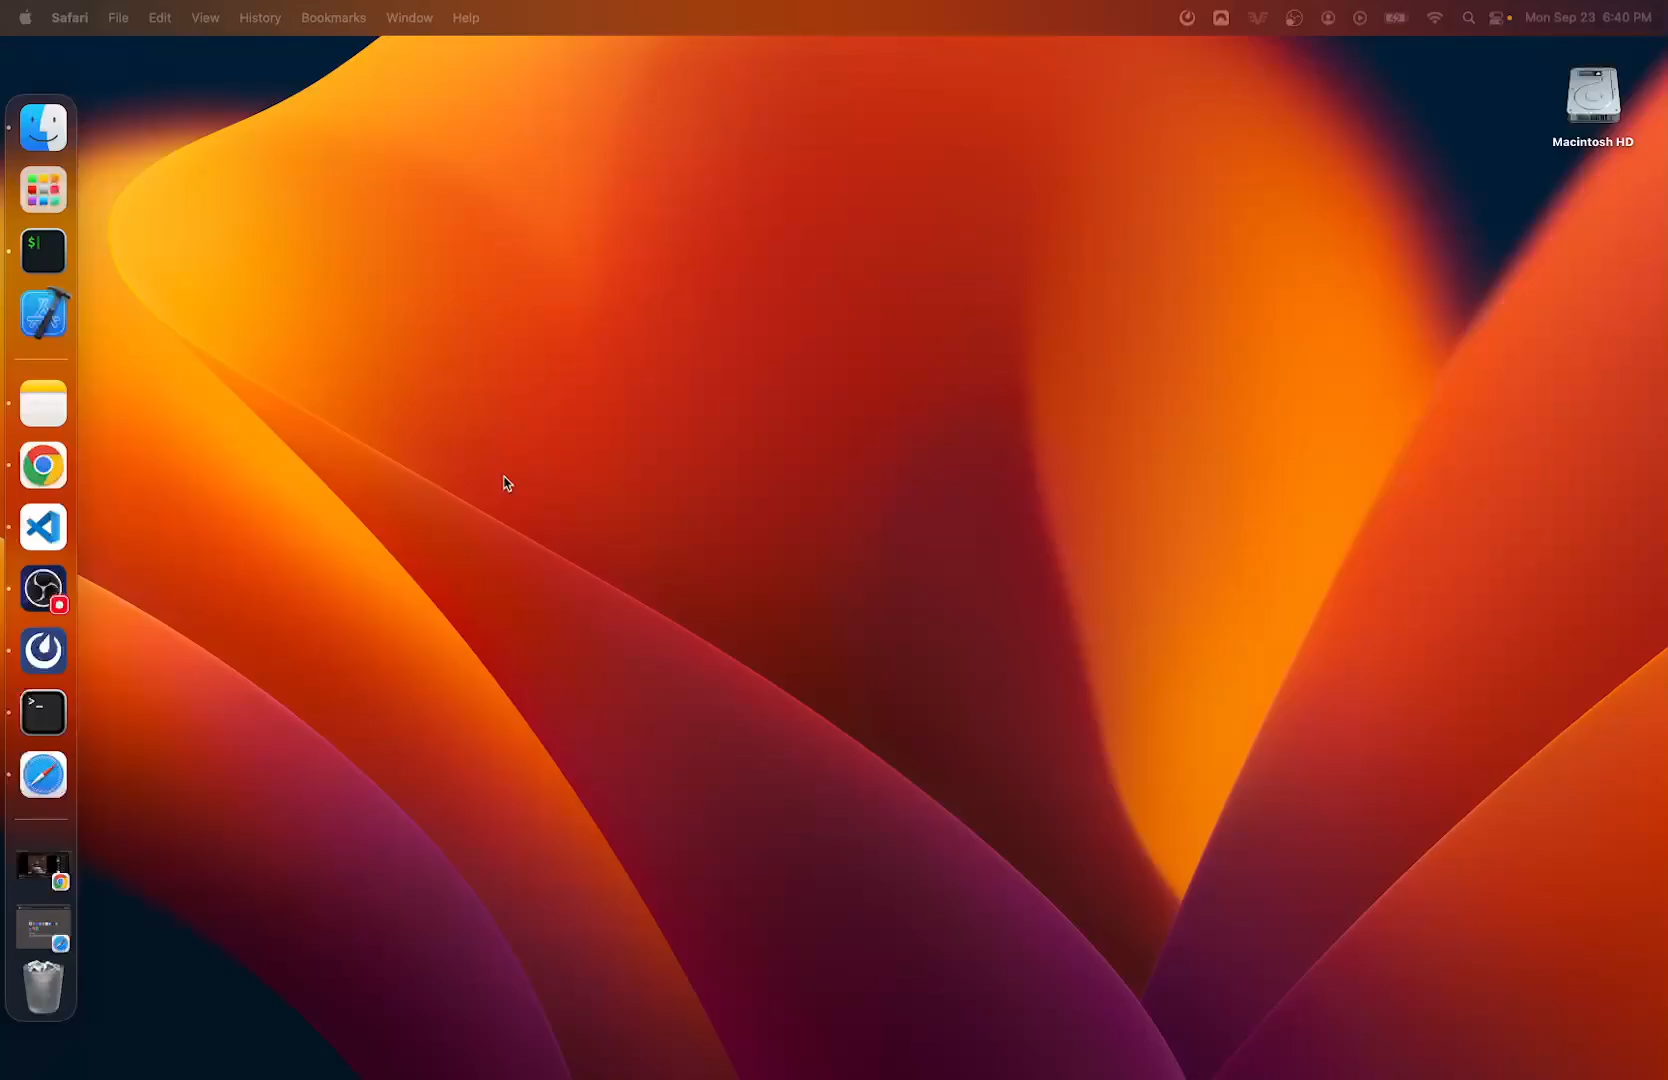 Safari File Edit View History Bookmarks Window Help Mon Sep 23 6:40 PM
Macintosh HD
$
>_